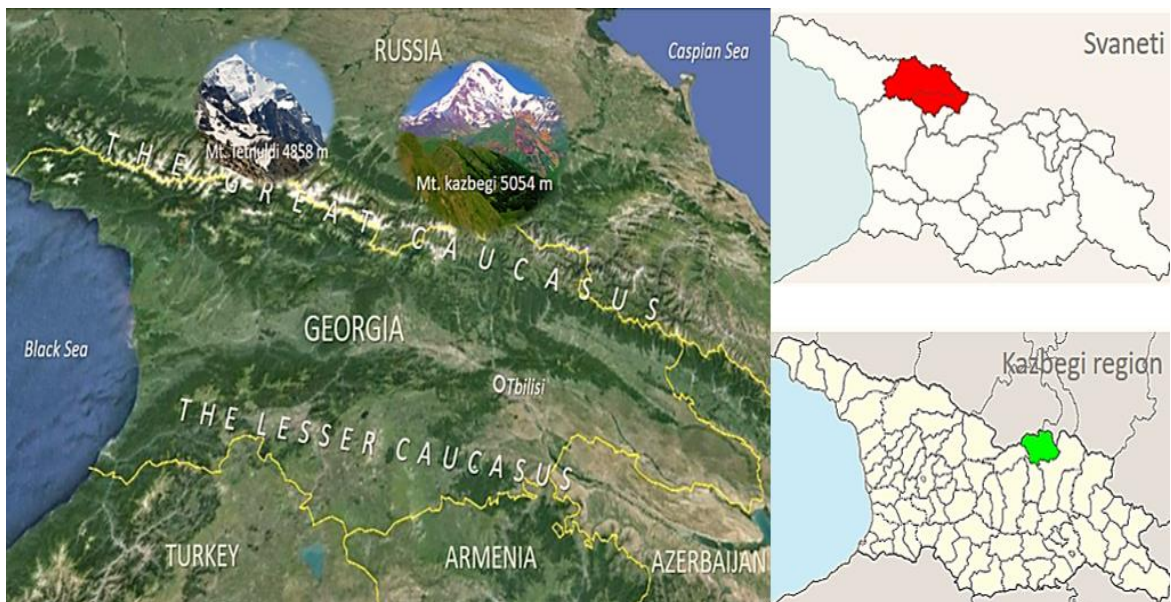 RUSSIA
Caspian Sea
Mt. Tetnuldi 4858 m
Mt. kazbegi 5054 m
THE GREAT CAUCASUS
GEORGIA
Black Sea
Tbilisi
THE LESSER CAUCASUS
TURKEY
ARMENIA
AZERBAIJAN
Svaneti
Kazbegi region